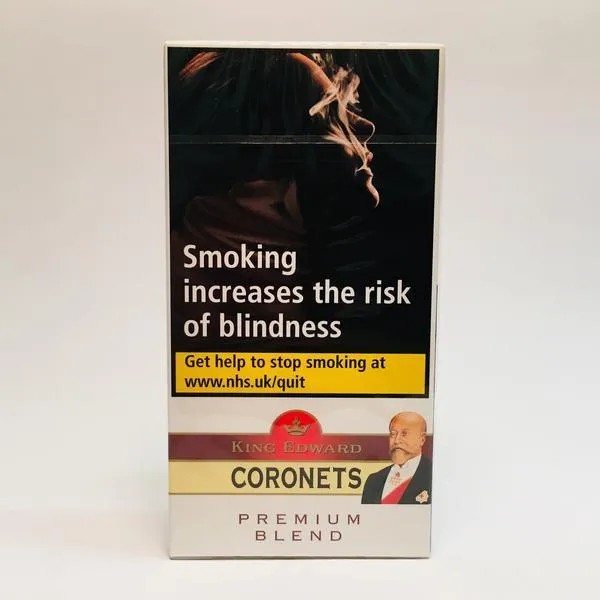 Smoking
increases the risk
of blindness
Get help to stop smoking at
www.nhs.uk/quit
KING EDWARD
CORONETS
PREMIUM
BLEND